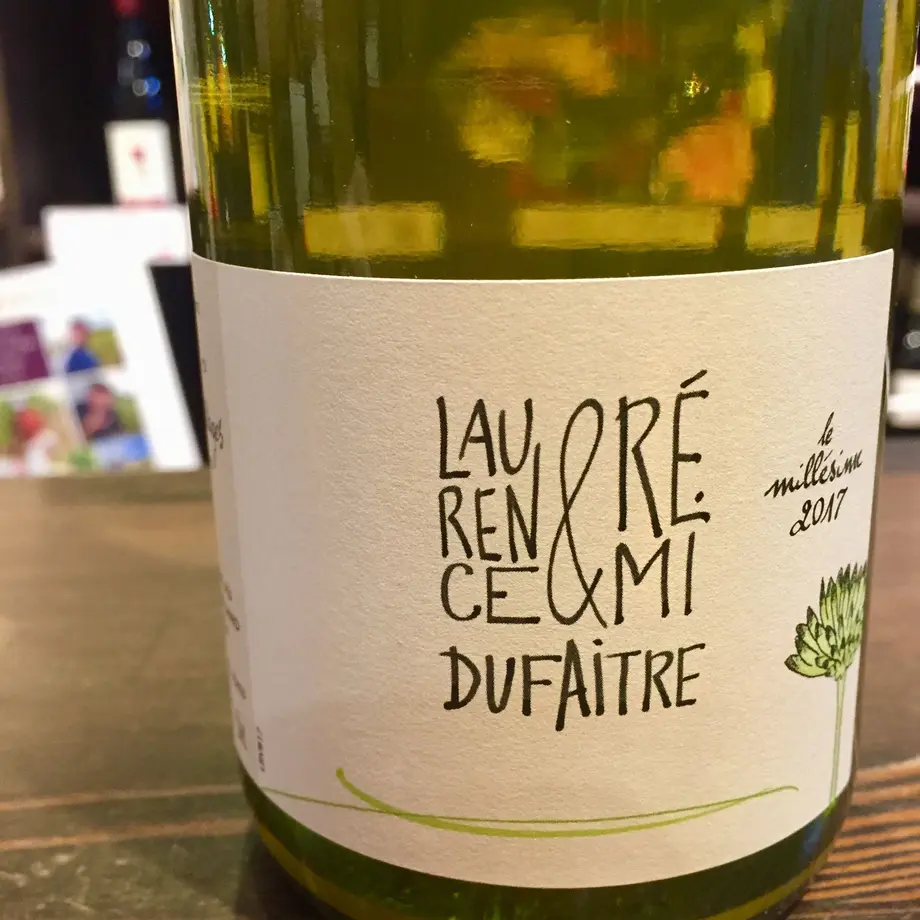 LAU
REN
CE & RÉ
MI
DUFAiTRE
le
millésime
2017